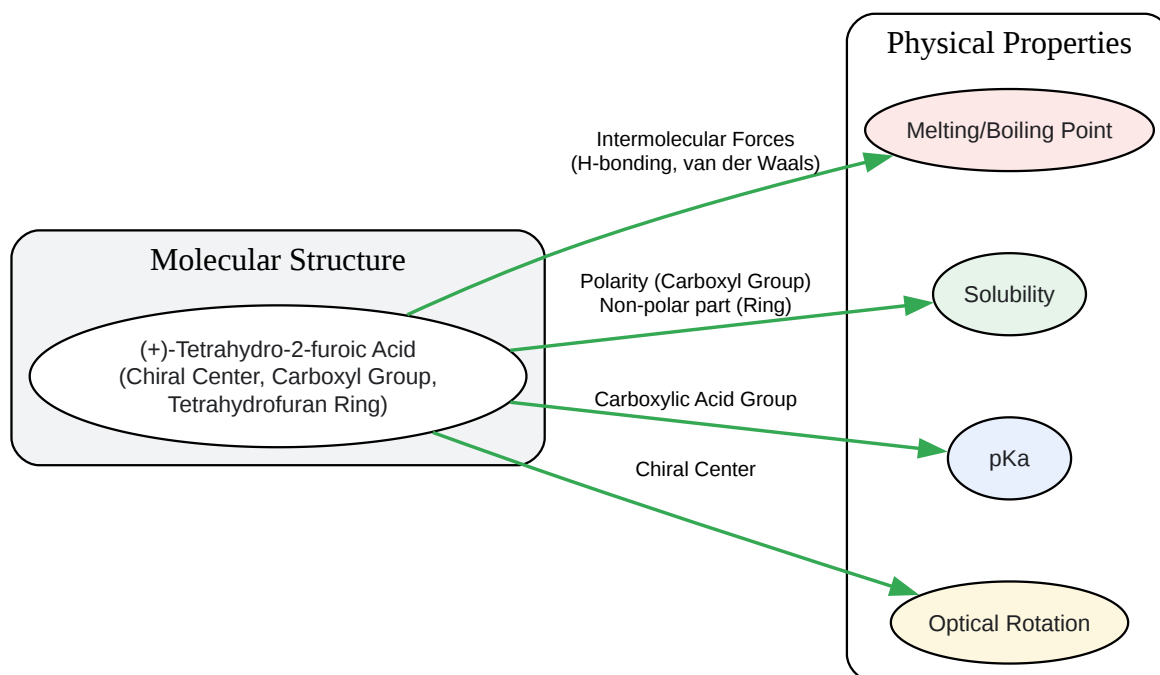 Physical Properties
Melting/Boiling Point
Intermolecular Forces
(H-bonding, van der Waals)
Molecular Structure
(+)-Tetrahydro-2-furoic Acid
(Chiral Center, Carboxyl Group,
Tetrahydrofuran Ring)
Polarity (Carboxyl Group)
Non-polar part (Ring)
Solubility
Carboxylic Acid Group
pKa
Chiral Center
Optical Rotation